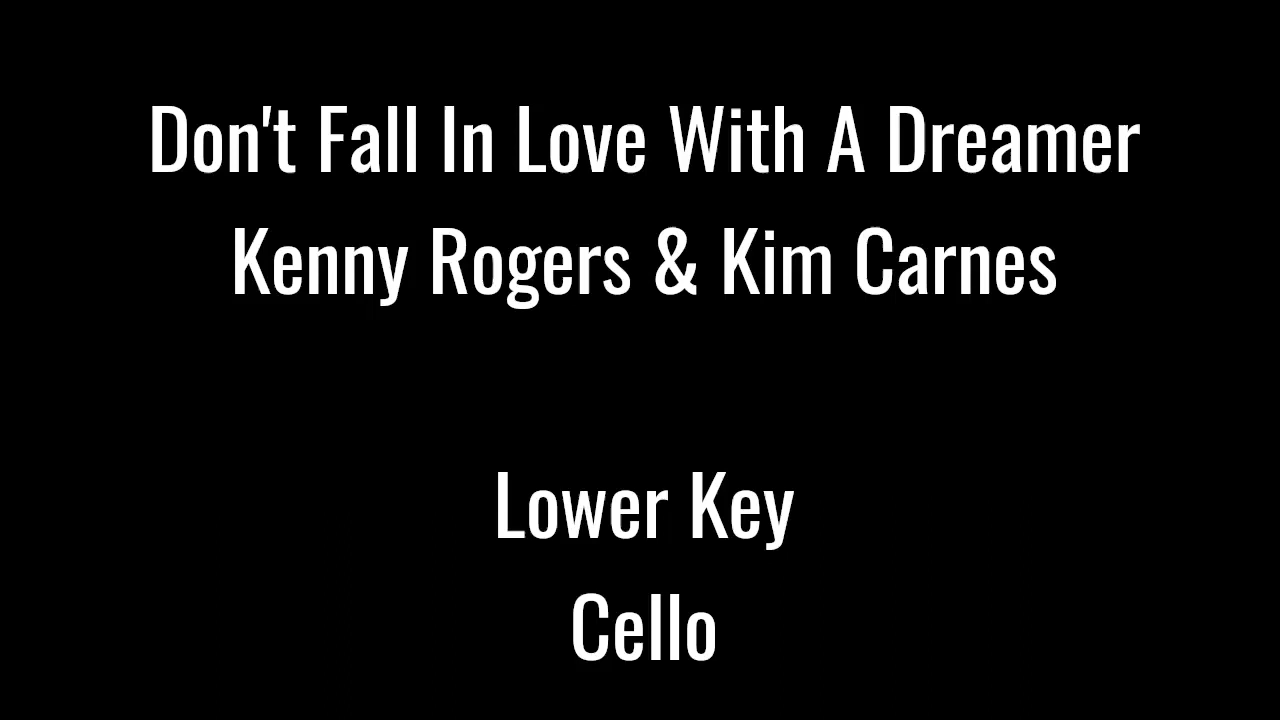 Don't Fall In Love With A Dreamer
Kenny Rogers & Kim Carnes
Lower Key
Cello